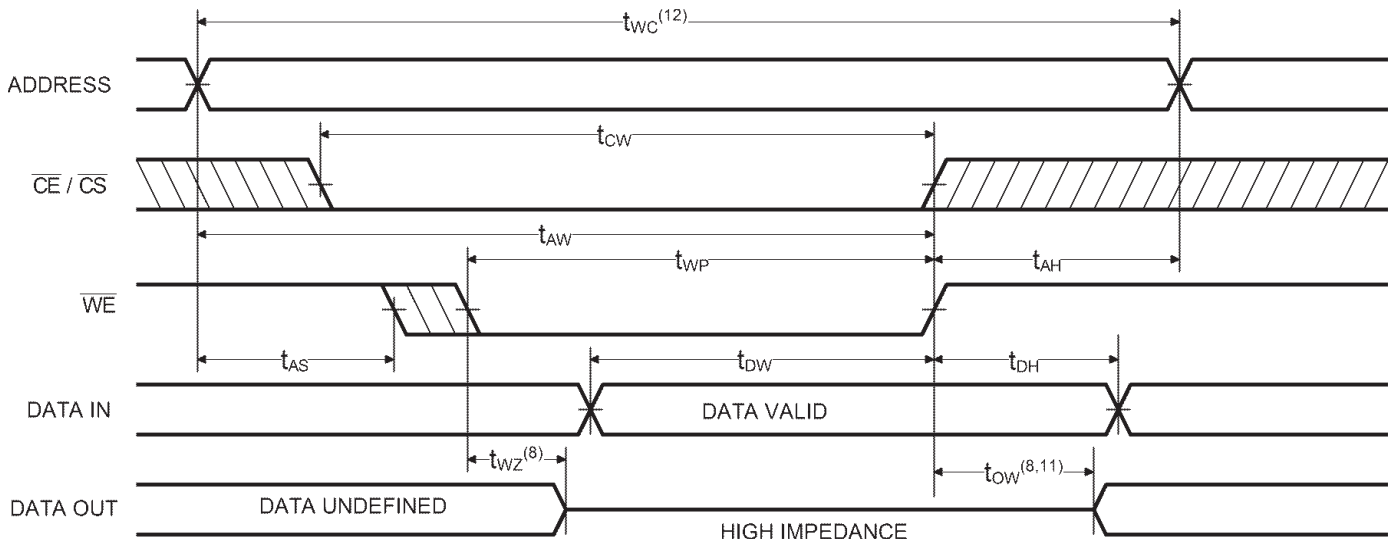 tWC(12)
ADDRESS
tCW
CE / CS
tAW
tWP
tAH
WE
tAS
tDW
tDH
DATA IN
DATA VALID
tWZ(8)
tOW(8,11)
DATA OUT
DATA UNDEFINED
HIGH IMPEDANCE